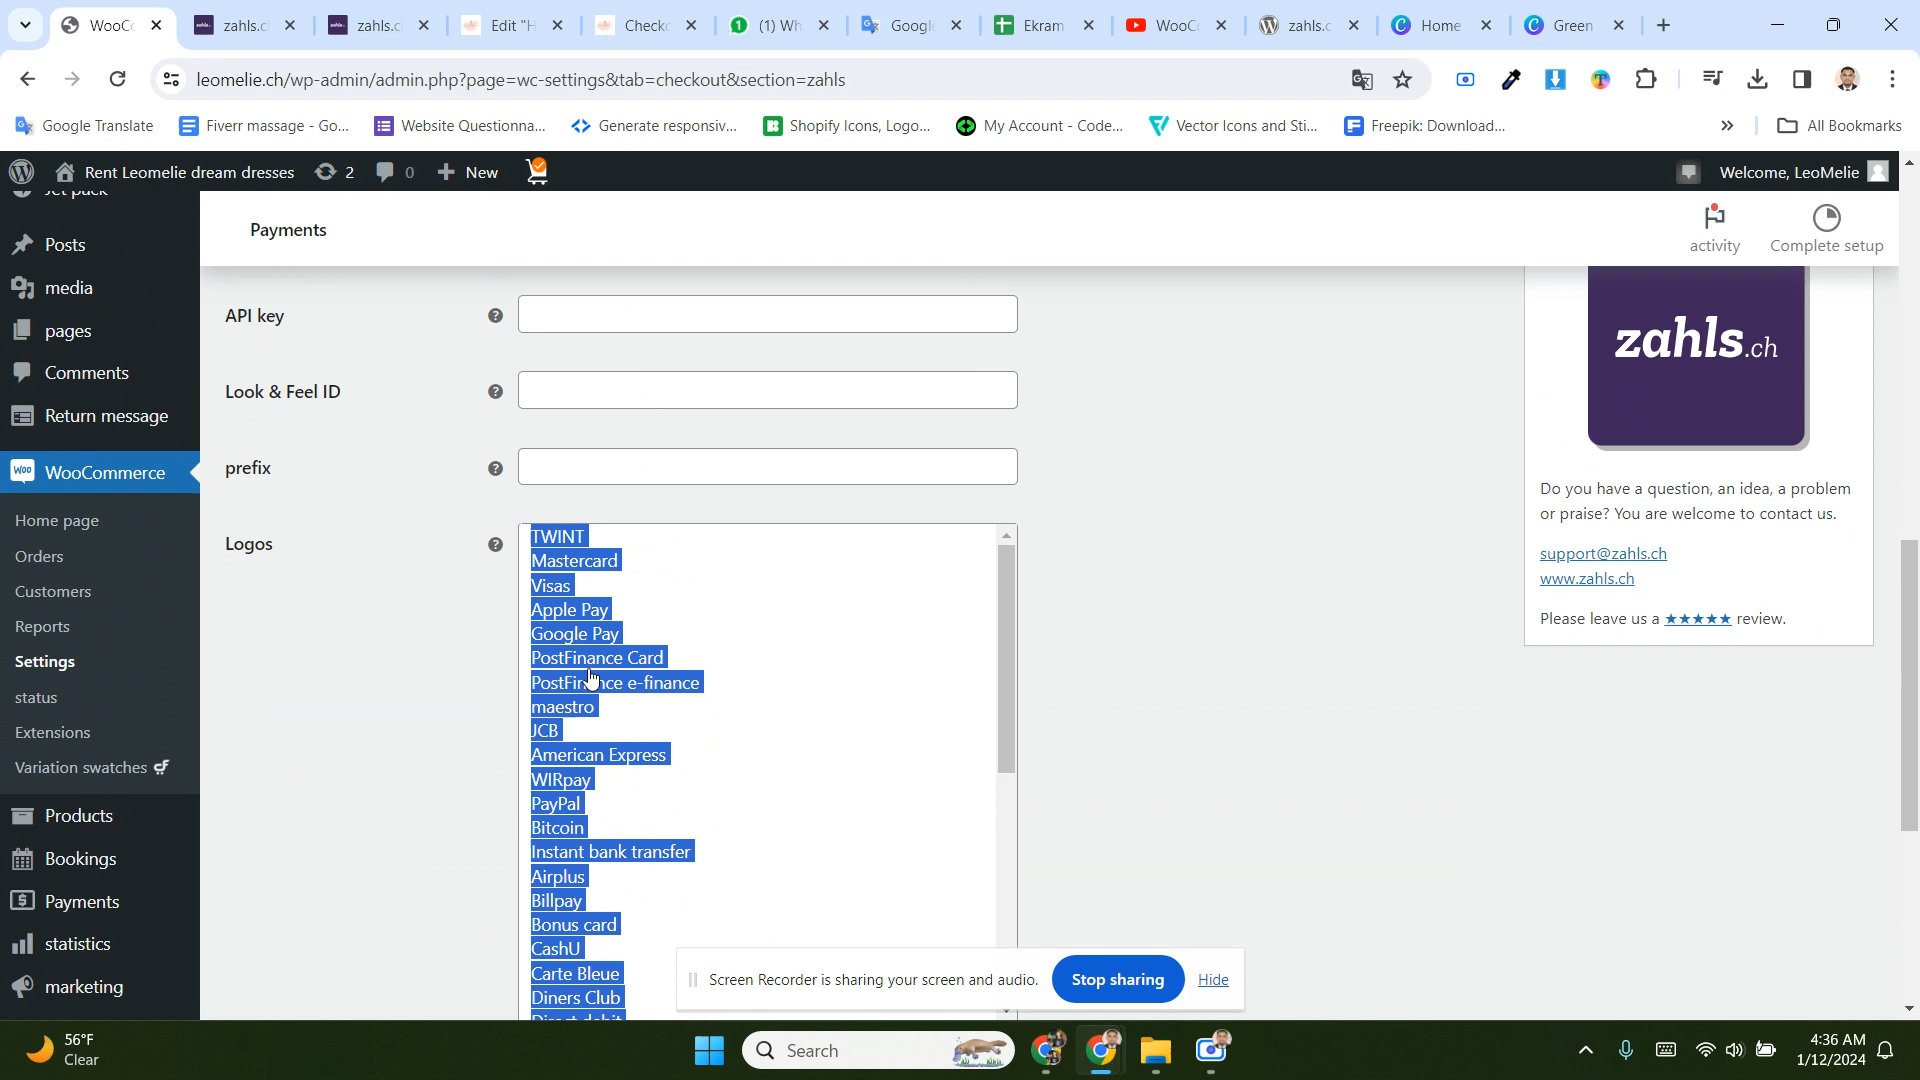 WooC
zahls.c
zahls.c
Edit "H
Checko
(1) Wh
Google
Ekram
WooC
zahls.c
Home
Green
leomelie.ch/wp-admin/admin.php?page=wc-settings&tab=checkout&section=zahls
Google Translate
Fiverr massage - Go...
Website Questionna...
Generate responsiv...
Shopify Icons, Logo...
My Account - Code...
Vector Icons and Sti...
Freepik: Download...
All Bookmarks
Rent Leomelie dream dresses
2
0
New
Welcome, LeoMelie
Jet pack
Posts
media
pages
Comments
Return message
WooCommerce
Home page
Orders
Customers
Reports
Settings
status
Extensions
Variation swatches
Products
Bookings
Payments
statistics
marketing
Payments
activity
Complete setup
API key
Look & Feel ID
prefix
Logos
TWINT
Mastercard
Visas
Apple Pay
Google Pay
PostFinance Card
PostFinance e-finance
maestro
JCB
American Express
WIRpay
PayPal
Bitcoin
Instant bank transfer
Airplus
Billpay
Bonus card
CashU
Carte Bleue
Diners Club
Direct debit
zahls.ch
Do you have a question, an idea, a problem
or praise? You are welcome to contact us.
support@zahls.ch
www.zahls.ch
Please leave us a ★★★★★ review.
Screen Recorder is sharing your screen and audio.
Stop sharing
Hide
56°F
Clear
Search
4:36 AM
1/12/2024